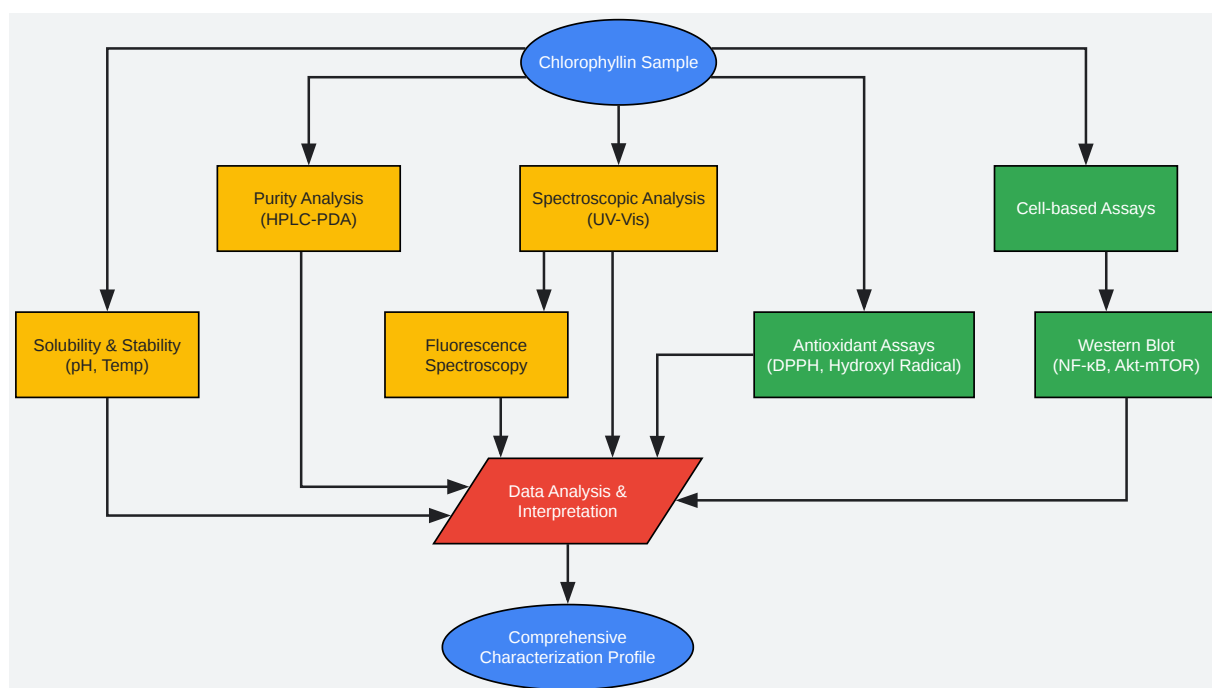 Chlorophyllin Sample
Purity Analysis
(HPLC-PDA)
Spectroscopic Analysis
(UV-Vis)
Cell-based Assays
Solubility & Stability
(pH, Temp)
Fluorescence
Spectroscopy
Antioxidant Assays
(DPPH, Hydroxyl Radical)
Western Blot
(NF-κB, Akt-mTOR)
Data Analysis &
Interpretation
Comprehensive
Characterization Profile